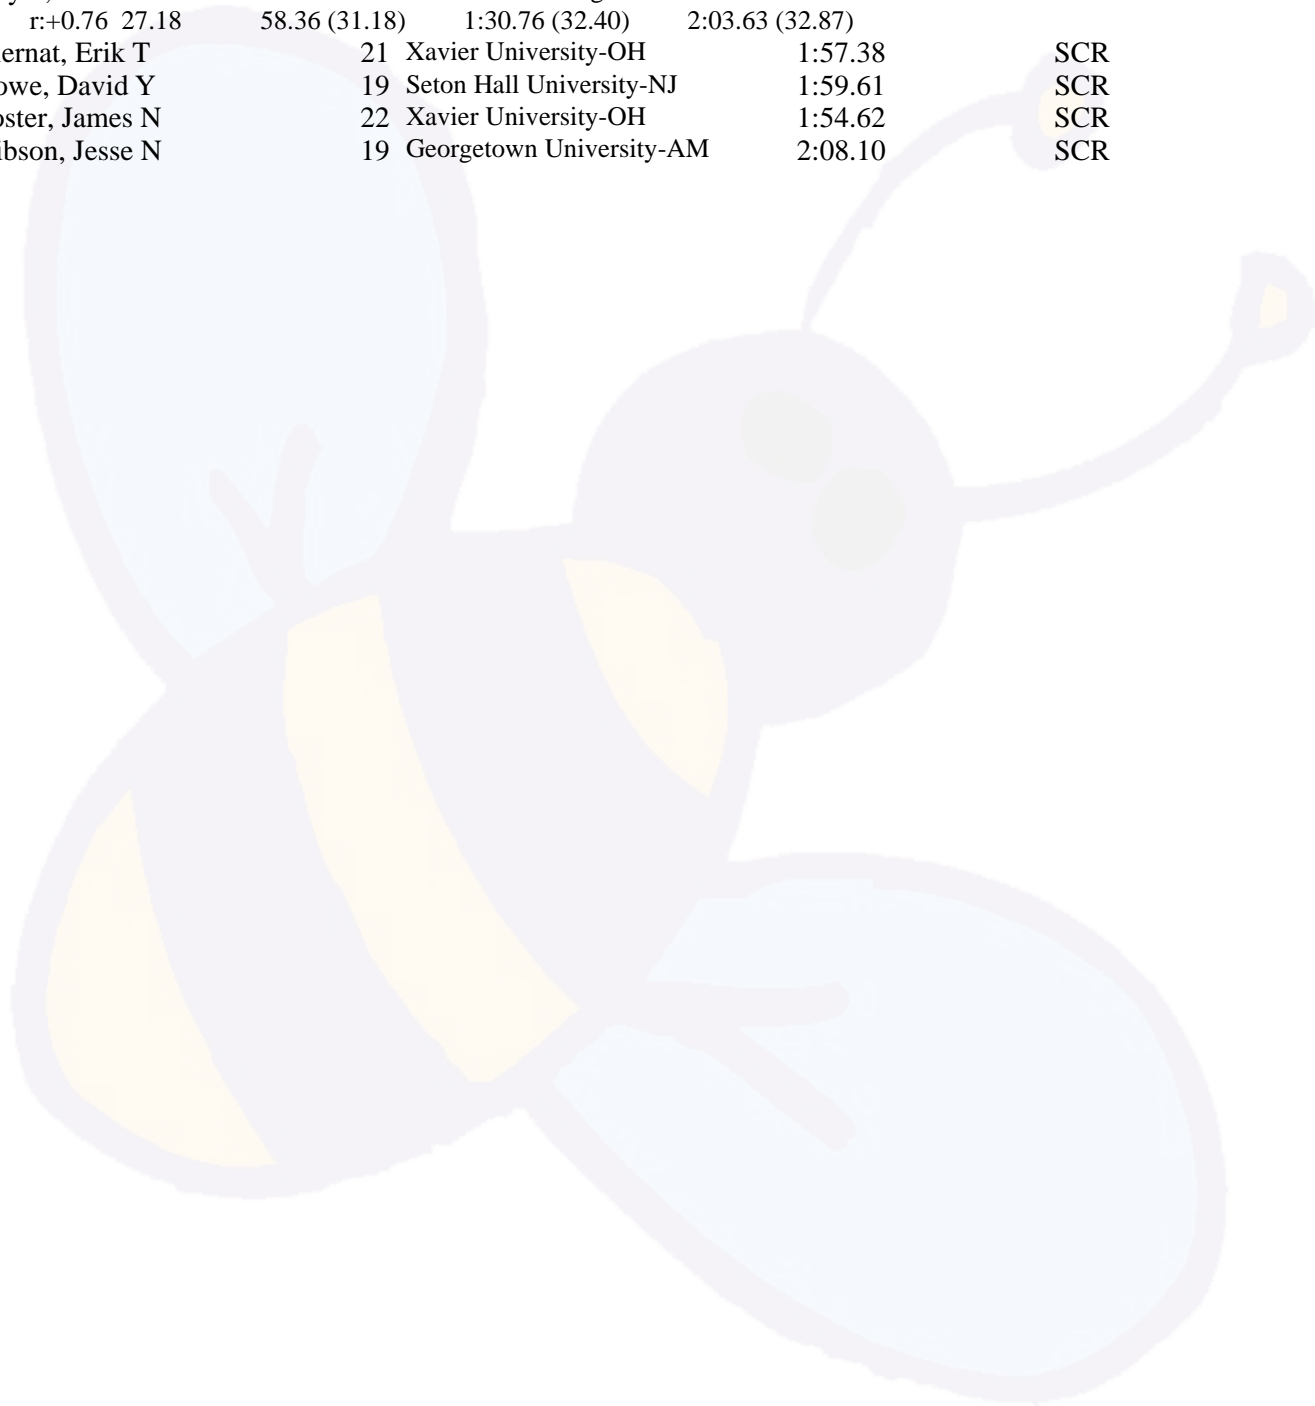 r:+0.76 27.18 58.36 (31.18) 1:30.76 (32.40) 2:03.63 (32.87)
ernat, Erik T 21 Xavier University-OH 1:57.38 SCR
owe, David Y 19 Seton Hall University-NJ 1:59.61 SCR
oster, James N 22 Xavier University-OH 1:54.62 SCR
ibson, Jesse N 19 Georgetown University-AM 2:08.10 SCR